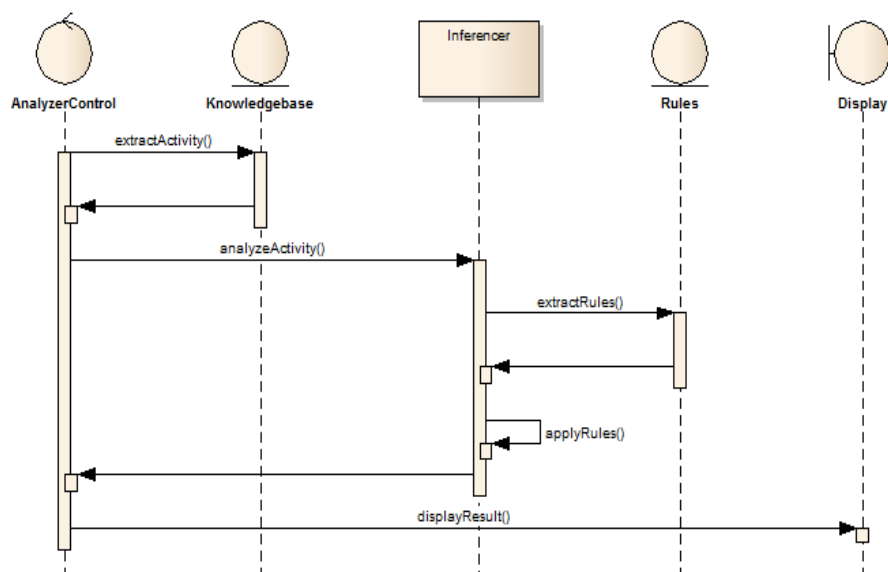 Inferencer
AnalyzerControl
Knowledgebase
Rules
Display
extractActivity()
analyzeActivity()
extractRules()
applyRules()
displayResult()